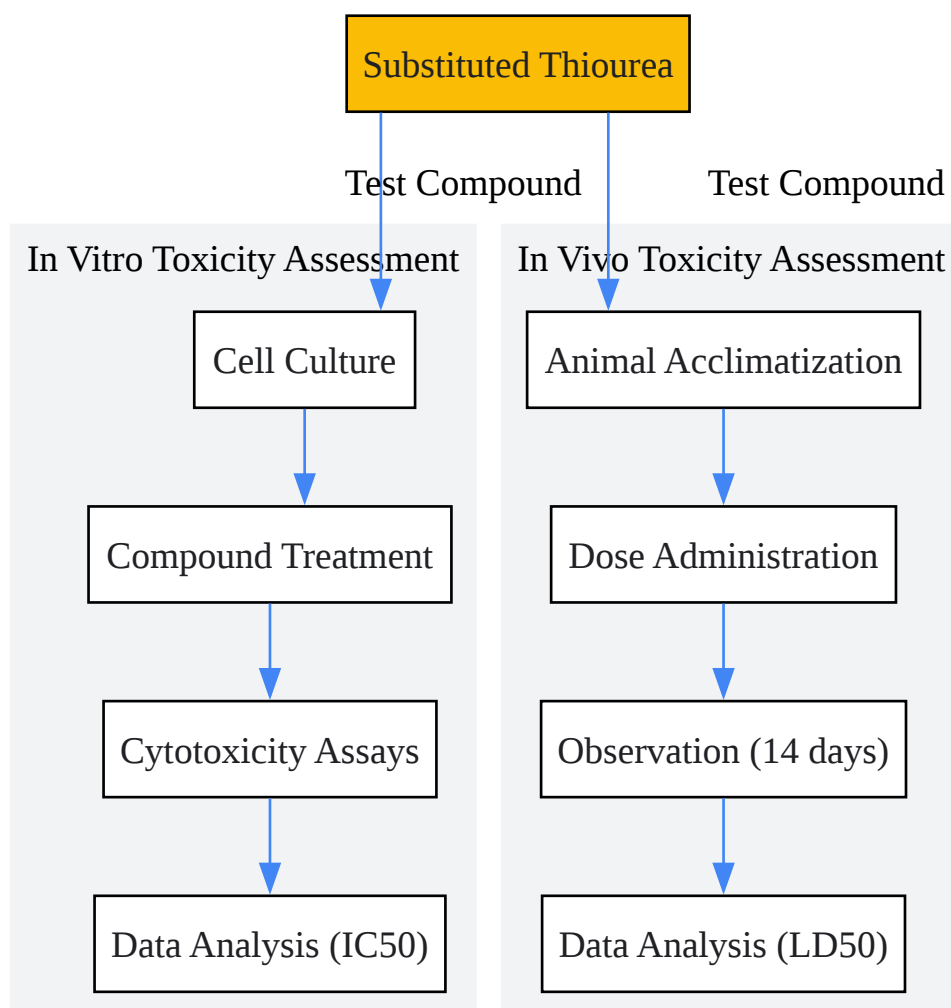 Substituted Thiourea
Test Compound
Test Compound
In Vitro Toxicity Assessment
Cell Culture
Compound Treatment
Cytotoxicity Assays
Data Analysis (IC50)
In Vivo Toxicity Assessment
Animal Acclimatization
Dose Administration
Observation (14 days)
Data Analysis (LD50)